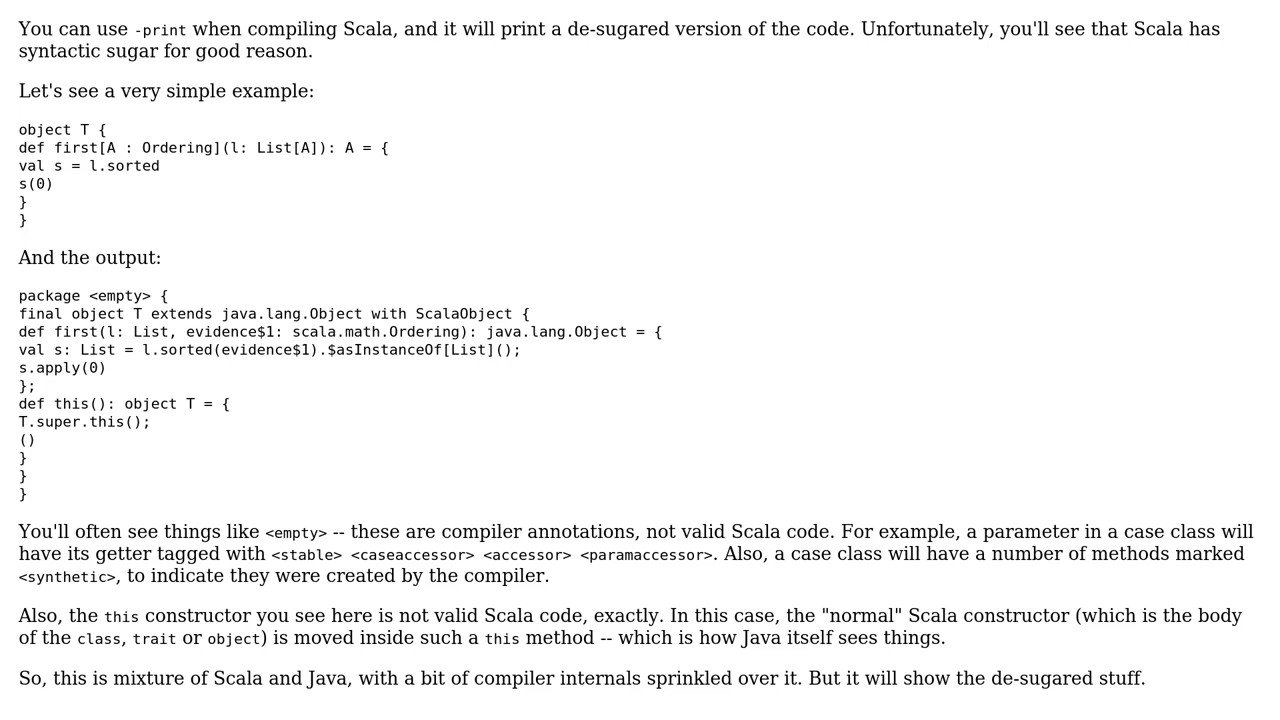 You can use -print when compiling Scala, and it will print a de-sugared version of the code. Unfortunately, you'll see that Scala has
syntactic sugar for good reason.
Let's see a very simple example:
object T {
def first[A : Ordering](l: List[A]): A = {
val s = l.sorted
s(0)
}
}
And the output:
package <empty> {
final object T extends java.lang.Object with ScalaObject {
def first(l: List, evidence$1: scala.math.Ordering): java.lang.Object = {
val s: List = l.sorted(evidence$1).$asInstanceOf[List]();
s.apply(0)
};
def this(): object T = {
T.super.this();
()
}
}
}
You'll often see things like <empty> -- these are compiler annotations, not valid Scala code. For example, a parameter in a case class will
have its getter tagged with <stable> <caseaccessor> <accessor> <paramaccessor>. Also, a case class will have a number of methods marked
<synthetic>, to indicate they were created by the compiler.
Also, the this constructor you see here is not valid Scala code, exactly. In this case, the "normal" Scala constructor (which is the body
of the class, trait or object) is moved inside such a this method -- which is how Java itself sees things.
So, this is mixture of Scala and Java, with a bit of compiler internals sprinkled over it. But it will show the de-sugared stuff.